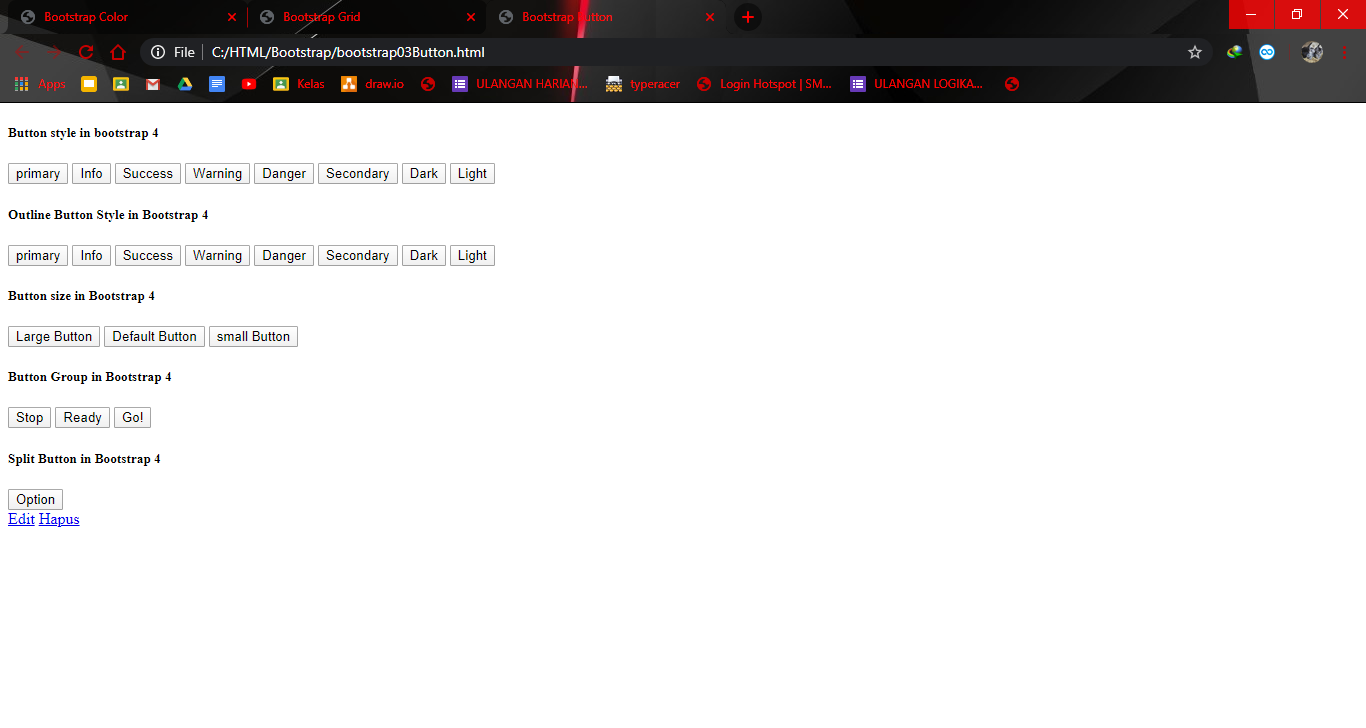 Bootstrap Color Bootstrap Grid Bootstrap Button
File C:/HTML/Bootstrap/bootstrap03Button.html
Apps Kelas draw.io ULANGAN HARIAN... typeracer Login Hotspot | SM... ULANGAN LOGIKA...
Button style in bootstrap 4
primary Info Success Warning Danger Secondary Dark Light
Outline Button Style in Bootstrap 4
primary Info Success Warning Danger Secondary Dark Light
Button size in Bootstrap 4
Large Button Default Button small Button
Button Group in Bootstrap 4
Stop Ready Go!
Split Button in Bootstrap 4
Option
Edit Hapus